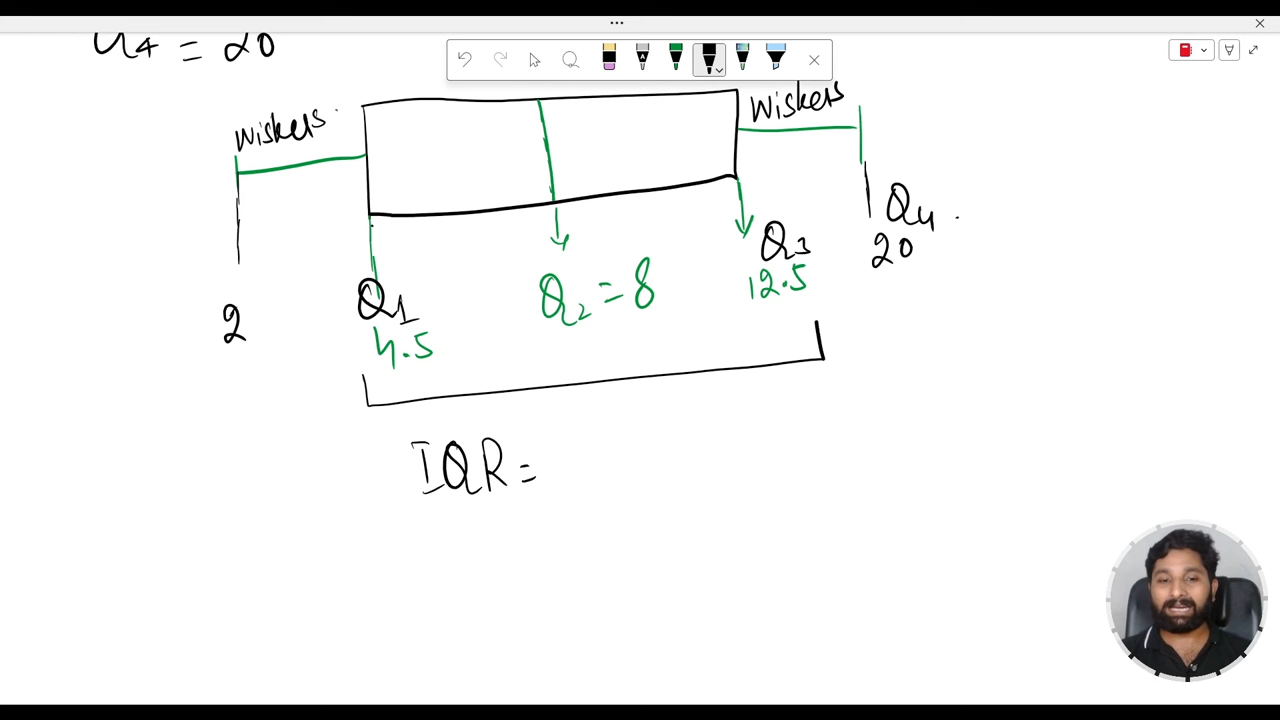 Q4 = 20
Wiskers
Wiskers
2
Q1
4.5
Q2 = 8
Q3
12.5
Q4
20
IQR =